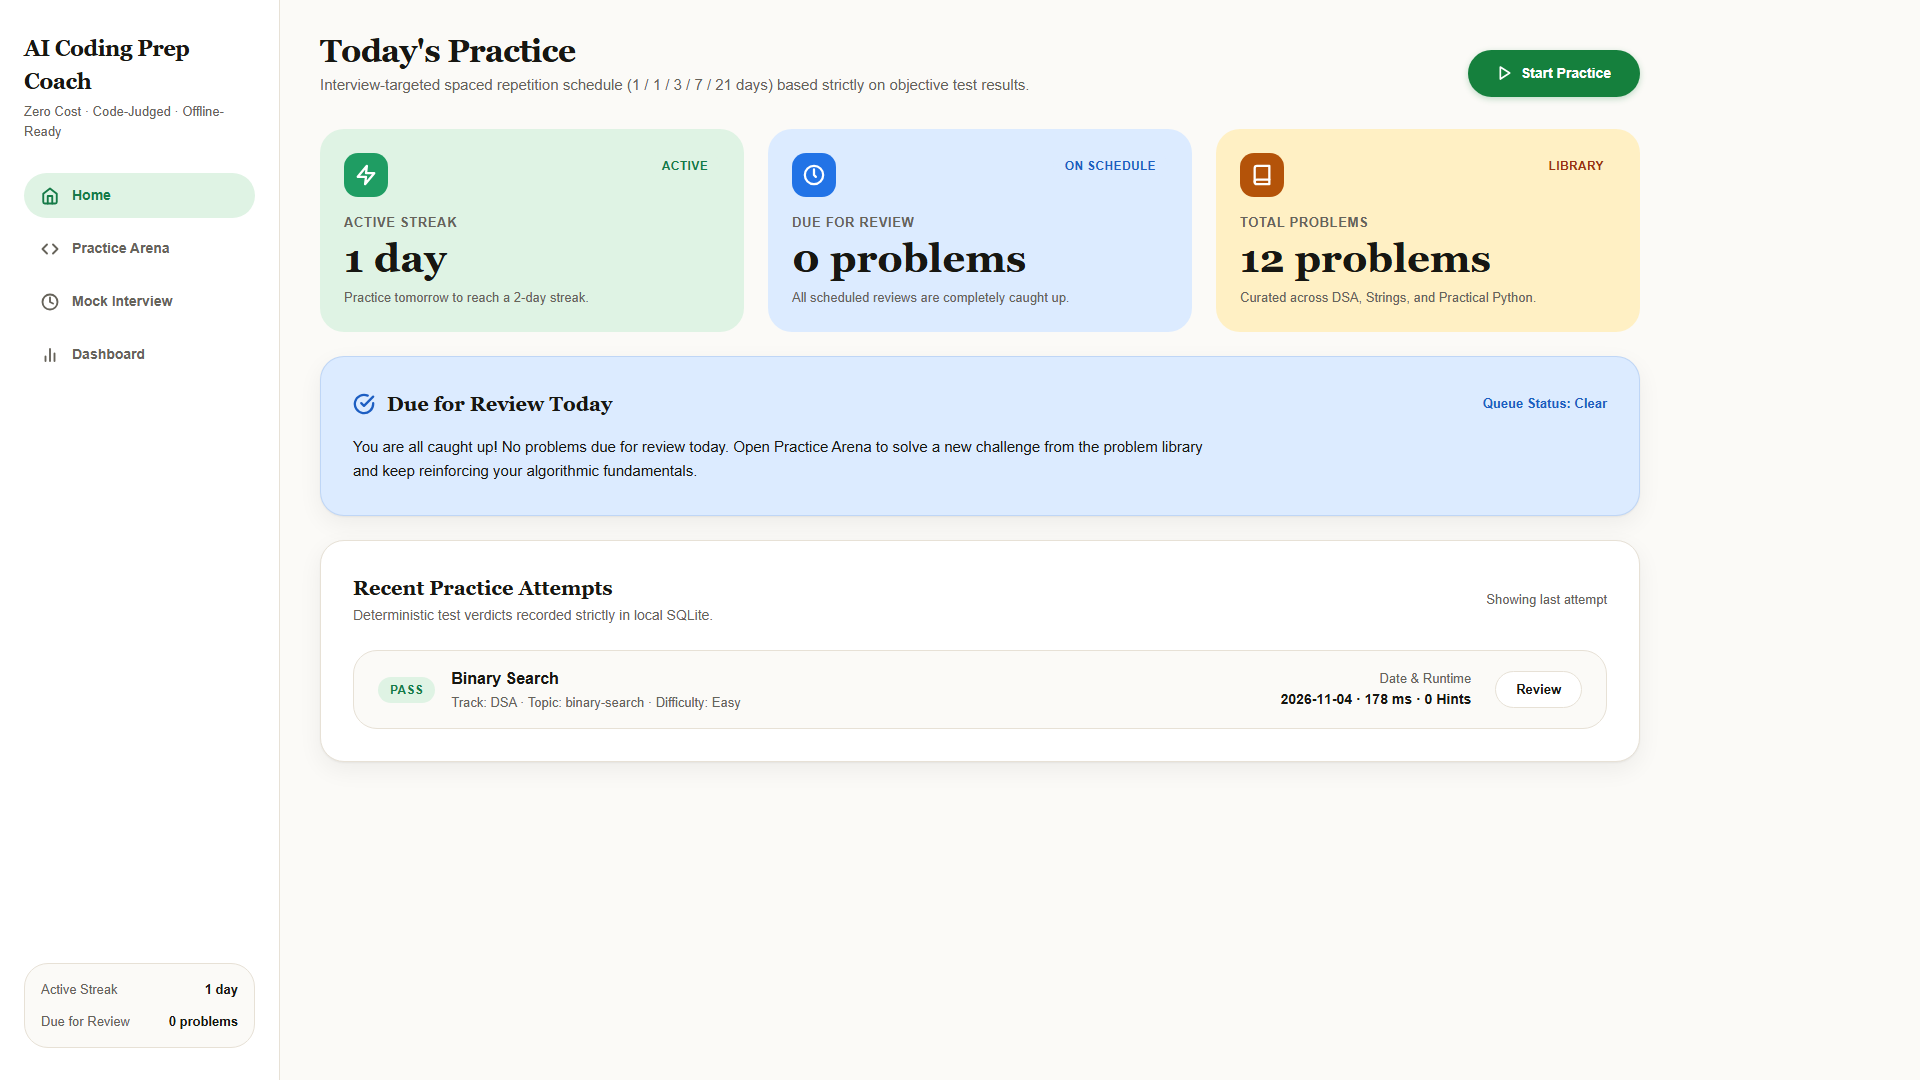 AI Coding Prep
Coach
Zero Cost · Code-Judged · Offline-
Ready
Home
Practice Arena
Mock Interview
Dashboard
Active Streak 1 day
Due for Review 0 problems
Today's Practice
Interview-targeted spaced repetition schedule (1 / 1 / 3 / 7 / 21 days) based strictly on objective test results.
Start Practice
ACTIVE
ACTIVE STREAK
1 day
Practice tomorrow to reach a 2-day streak.
ON SCHEDULE
DUE FOR REVIEW
0 problems
All scheduled reviews are completely caught up.
LIBRARY
TOTAL PROBLEMS
12 problems
Curated across DSA, Strings, and Practical Python.
Due for Review Today
Queue Status: Clear
You are all caught up! No problems due for review today. Open Practice Arena to solve a new challenge from the problem library
and keep reinforcing your algorithmic fundamentals.
Recent Practice Attempts
Deterministic test verdicts recorded strictly in local SQLite.
Showing last attempt
PASS
Binary Search
Track: DSA · Topic: binary-search · Difficulty: Easy
Date & Runtime
2026-11-04 · 178 ms · 0 Hints
Review